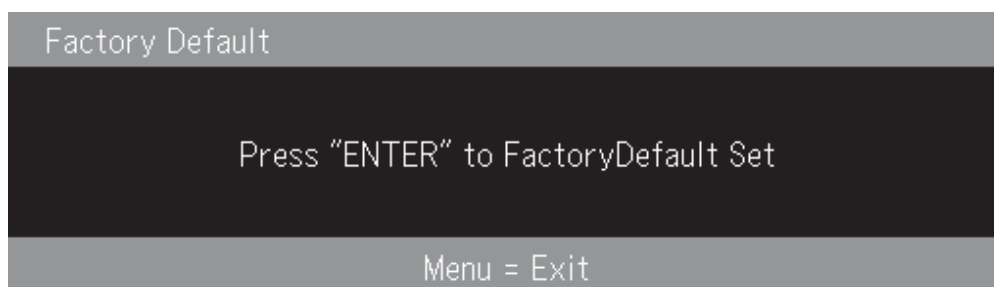 Factory Default
Press "ENTER" to FactoryDefault Set
Menu = Exit